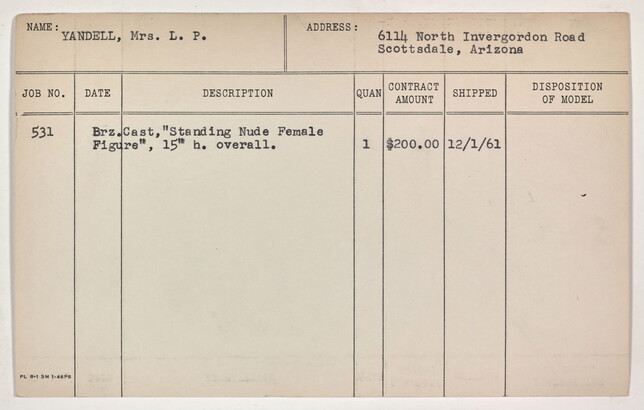 NAME: YANDELL, Mrs. L. P. ADDRESS: 6114 North Invergordon Road
Scottsdale, Arizona
JOB NO. DATE DESCRIPTION QUAN CONTRACT AMOUNT SHIPPED DISPOSITION OF MODEL
531 Brz.Cast,"Standing Nude Female
Figure", 15" h. overall. 1 $200.00 12/1/61